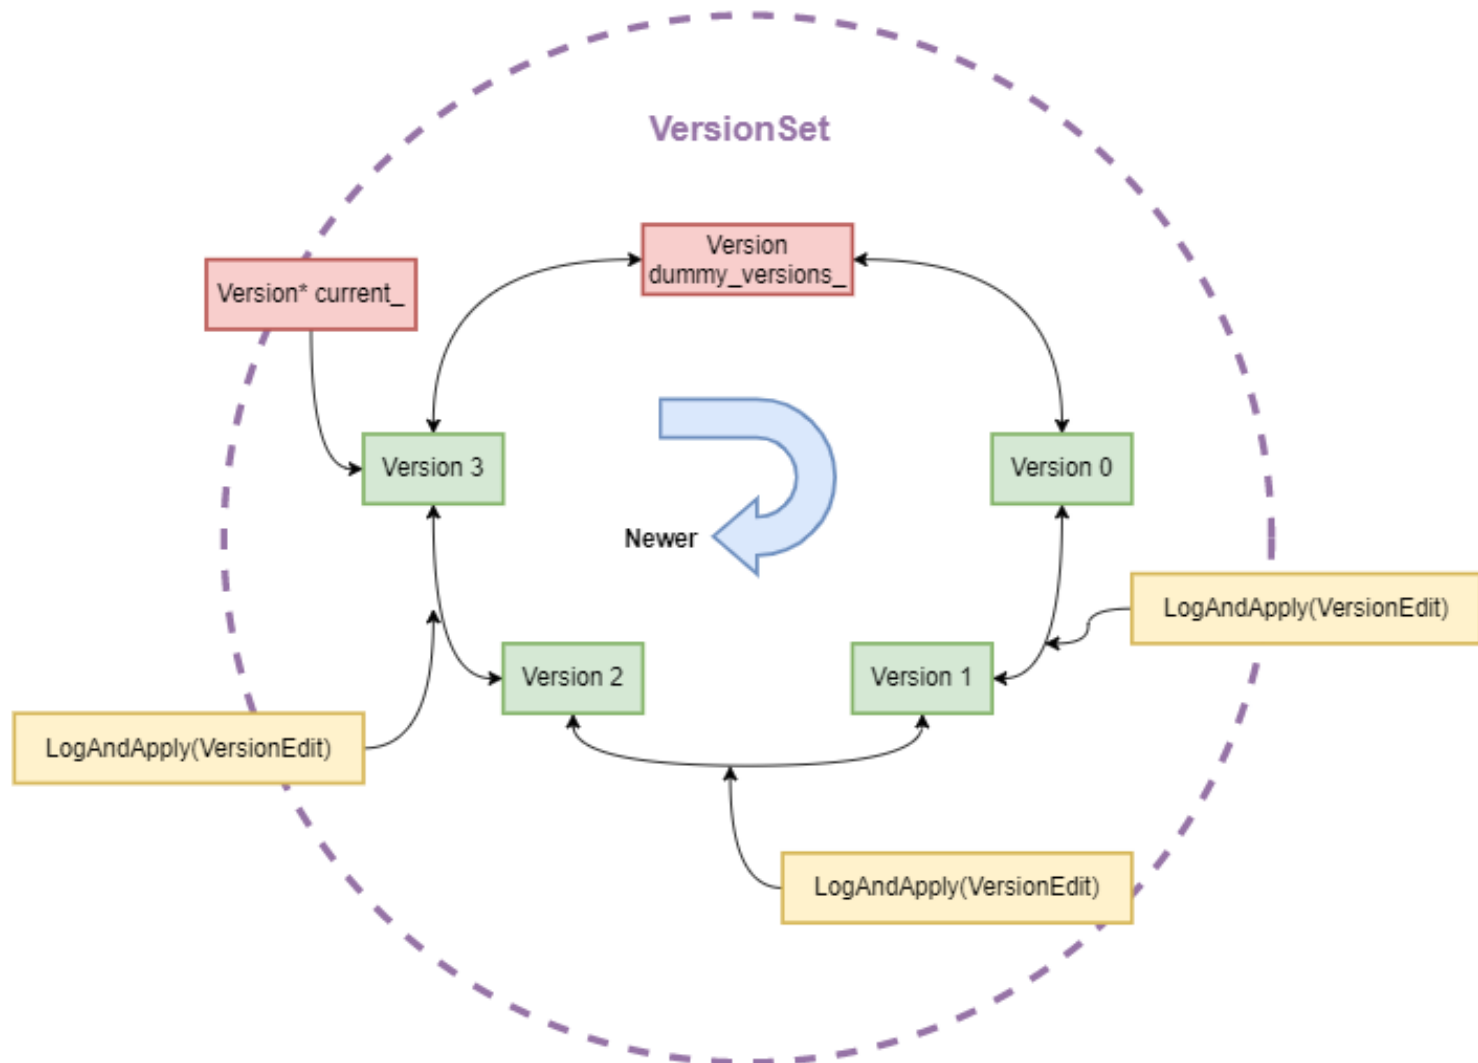 VersionSet
Version
dummy_versions_
Version* current_
Version 3
Version 0
Newer
LogAndApply(VersionEdit)
Version 2
Version 1
LogAndApply(VersionEdit)
LogAndApply(VersionEdit)